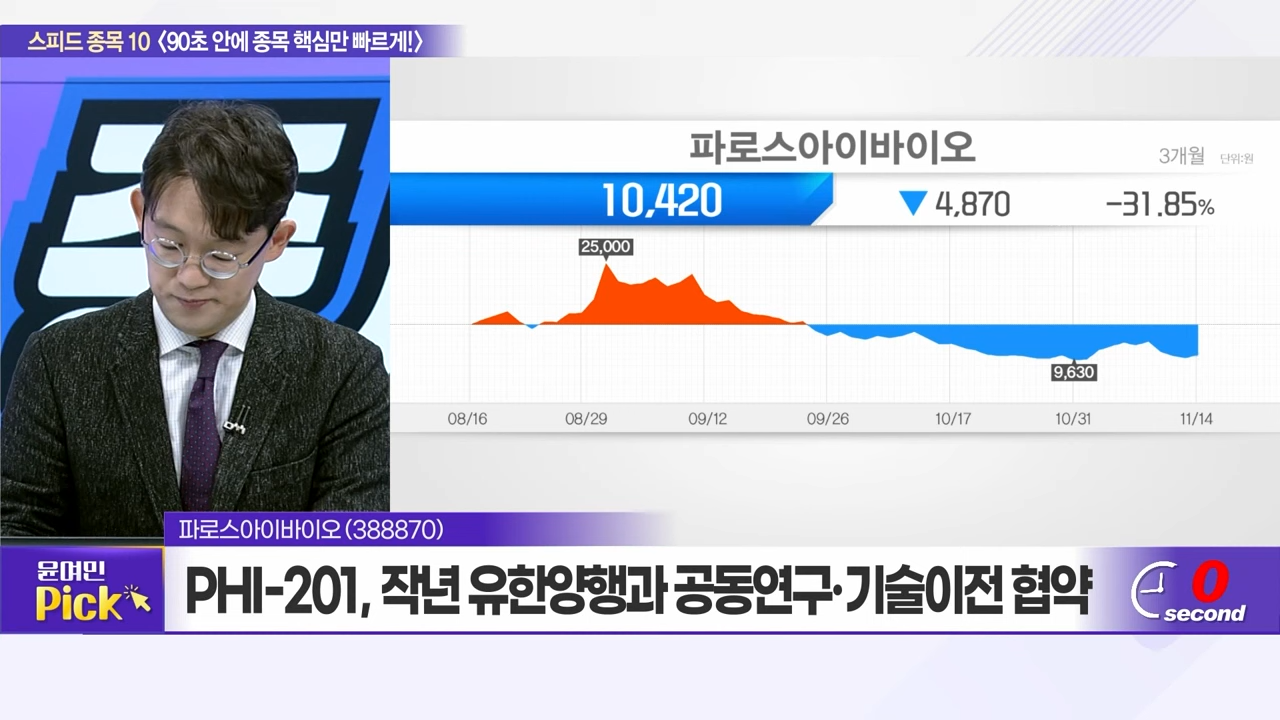 스피드 종목 10 <90초 안에 종목 핵심만 빠르게!>
파로스아이바이오
3개월 단위:원
10,420 ▼ 4,870 -31.85%
25,000
9,630
08/16 08/29 09/12 09/26 10/17 10/31 11/14
파로스아이바이오(388870)
윤여민
Pick
PHI-201, 작년 유한양행과 공동연구·기술이전 협약
0
second